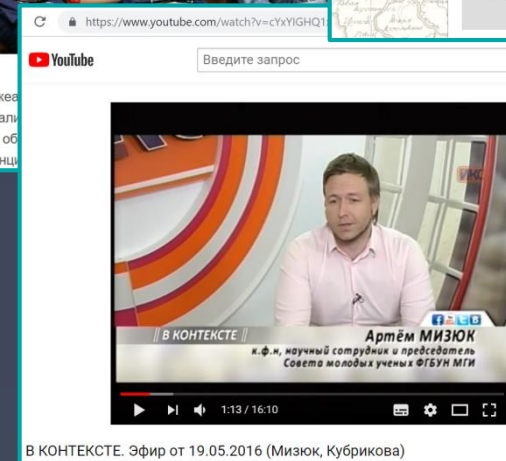 https://www.youtube.com/watch?v=cYxYlGHQ1
YouTube
Введите запрос
В КОНТЕКСТЕ
Артём МИЗЮК
к.ф.н, научный сотрудник и председатель
Совета молодых ученых ФГБУН МГИ
1:13 / 16:10
В КОНТЕКСТЕ. Эфир от 19.05.2016 (Мизюк, Кубрикова)